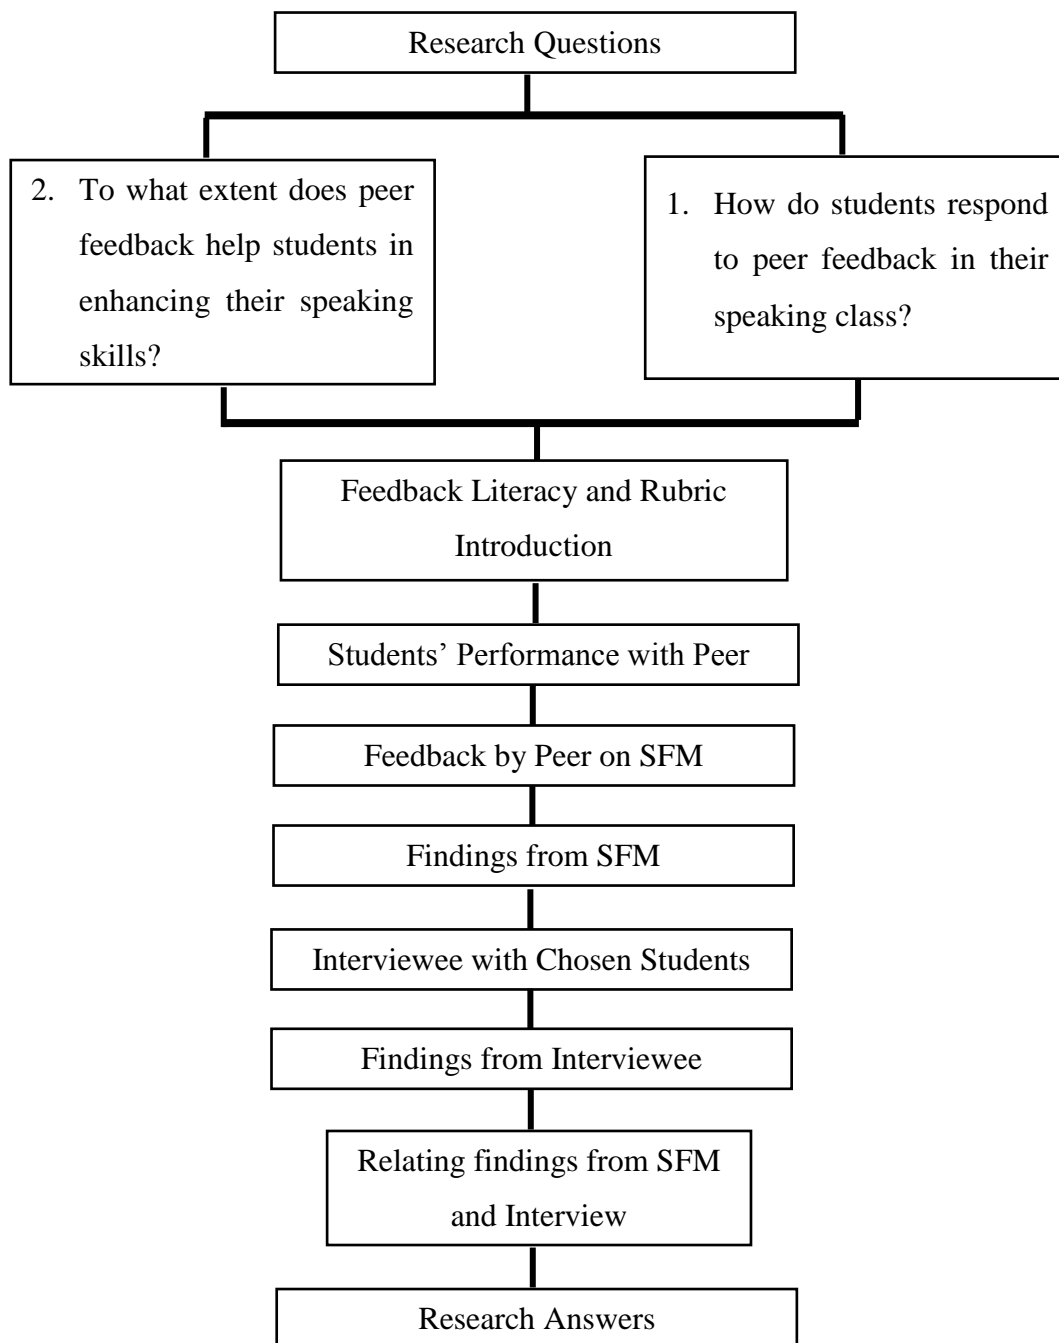 Research Questions
2. To what extent does peer
feedback help students in
enhancing their speaking
skills?
1. How do students respond
to peer feedback in their
speaking class?
Feedback Literacy and Rubric
Introduction
Students’ Performance with Peer
Feedback by Peer on SFM
Findings from SFM
Interviewee with Chosen Students
Findings from Interviewee
Relating findings from SFM
and Interview
Research Answers